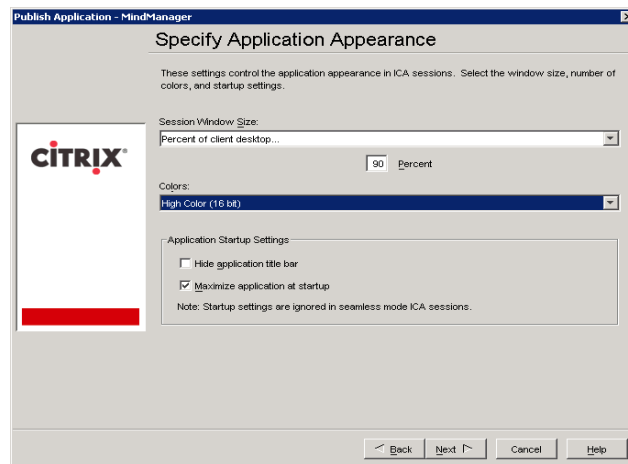 Publish Application - MindManager
Specify Application Appearance
These settings control the application appearance in ICA sessions. Select the window size, number of
colors, and startup settings.
Session Window Size:
Percent of client desktop...
90 Percent
CİTRIX
Colors:
High Color (16 bit)
Application Startup Settings
Hide application title bar
Maximize application at startup
Note: Startup settings are ignored in seamless mode ICA sessions.
< Back Next > Cancel Help